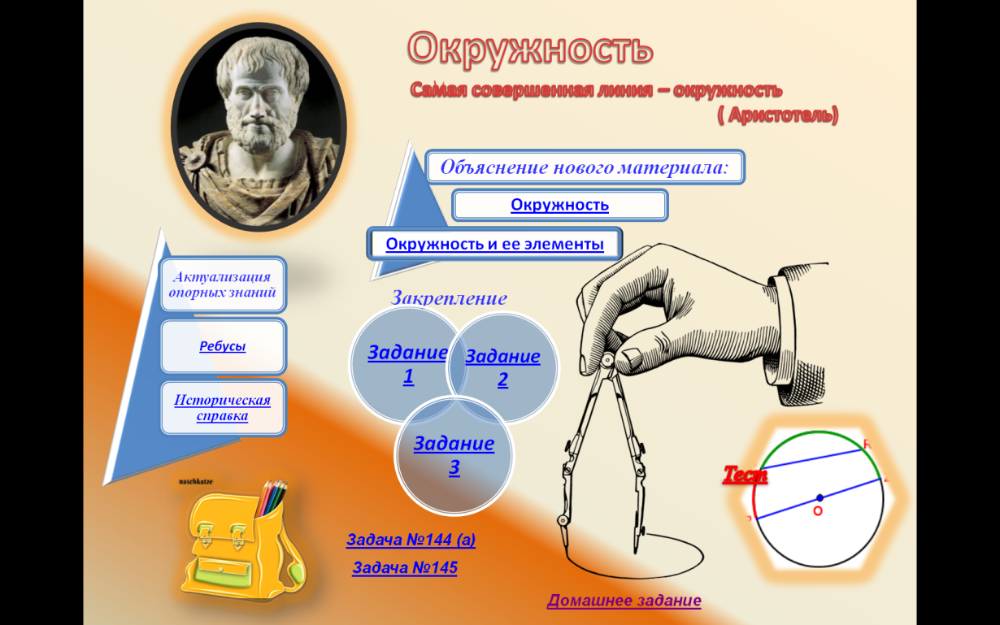 Окружность
Самая совершенная линия – окружность
( Аристотель)
Объяснение нового материала:
Окружность
Окружность и ее элементы
Актуализация
опорных знаний
Ребусы
Историческая
справка
Закрепление
Задание
1
Задание
2
Задание
3
naschkatze
Задача №144 (а)
Задача №145
Домашнее задание
Тест
R
O